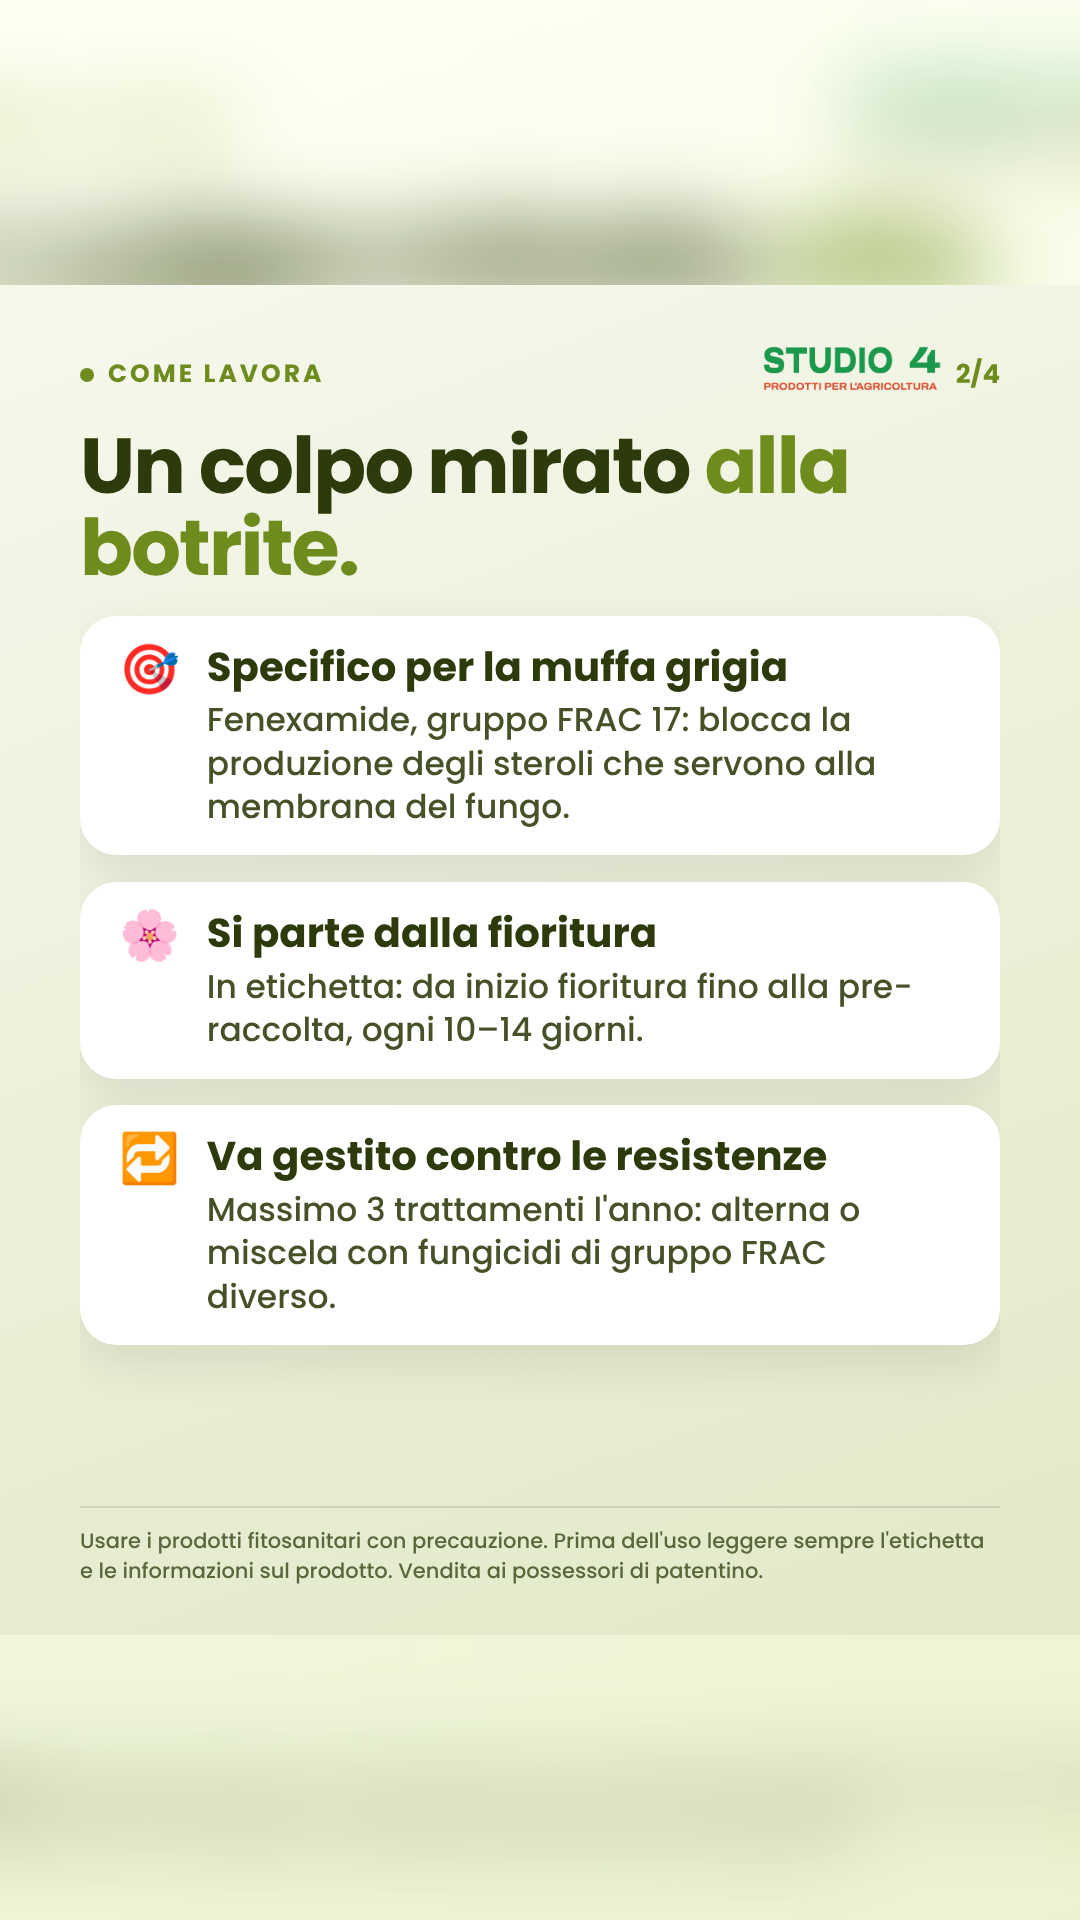 COME LAVORA
STUDIO 4
PRODOTTI PER L'AGRICOLTURA
2/4
Un colpo mirato alla
botrite.
Specifico per la muffa grigia
Fenexamide, gruppo FRAC 17: blocca la
produzione degli steroli che servono alla
membrana del fungo.
Si parte dalla fioritura
In etichetta: da inizio fioritura fino alla pre-
raccolta, ogni 10–14 giorni.
Va gestito contro le resistenze
Massimo 3 trattamenti l'anno: alterna o
miscela con fungicidi di gruppo FRAC
diverso.
Usare i prodotti fitosanitari con precauzione. Prima dell'uso leggere sempre l'etichetta
e le informazioni sul prodotto. Vendita ai possessori di patentino.